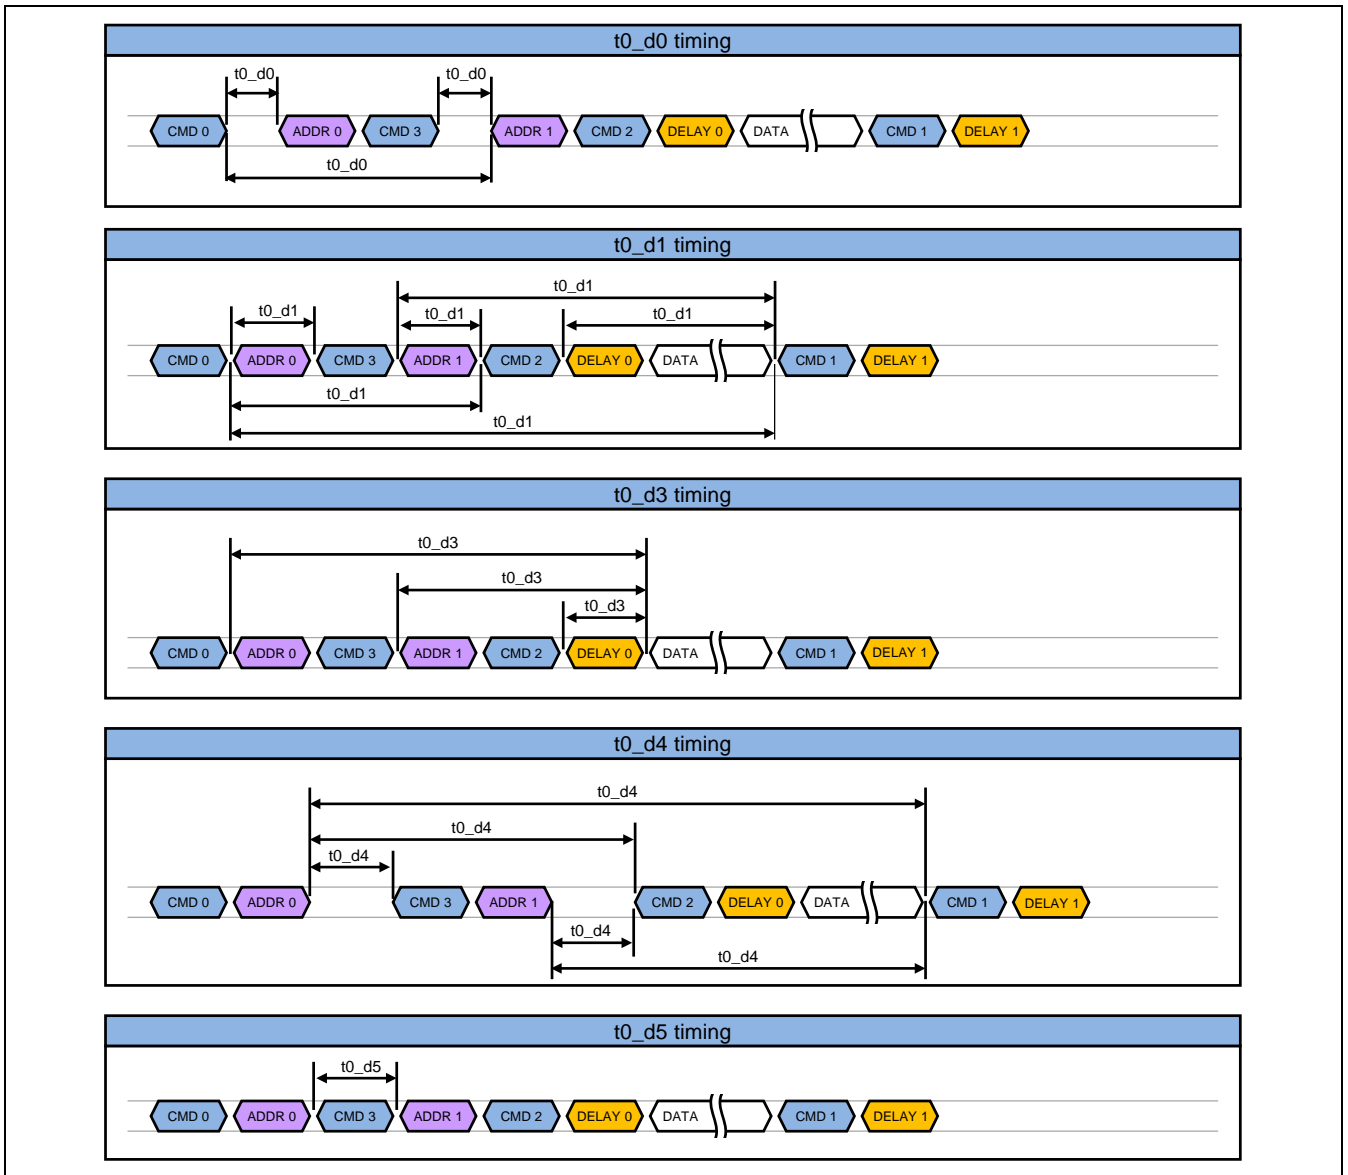 t0_d0 timing
t0_d0 t0_d0
CMD 0 ADDR 0 CMD 3 ADDR 1 CMD 2 DELAY 0 DATA CMD 1 DELAY 1
t0_d0
t0_d1 timing
t0_d1
t0_d1 t0_d1 t0_d1
CMD 0 ADDR 0 CMD 3 ADDR 1 CMD 2 DELAY 0 DATA CMD 1 DELAY 1
t0_d1
t0_d1
t0_d3 timing
t0_d3
t0_d3
t0_d3
CMD 0 ADDR 0 CMD 3 ADDR 1 CMD 2 DELAY 0 DATA CMD 1 DELAY 1
t0_d4 timing
t0_d4
t0_d4
t0_d4
CMD 0 ADDR 0 CMD 3 ADDR 1 CMD 2 DELAY 0 DATA CMD 1 DELAY 1
t0_d4
t0_d4
t0_d5 timing
t0_d5
CMD 0 ADDR 0 CMD 3 ADDR 1 CMD 2 DELAY 0 DATA CMD 1 DELAY 1